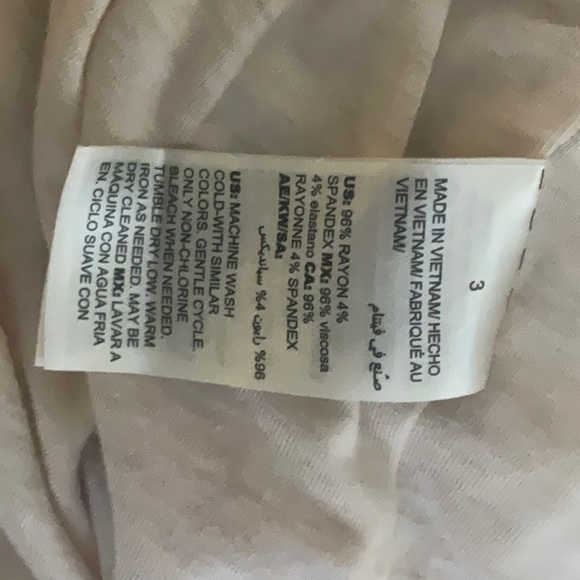 3
MADE IN VIETNAM/ HECHO
EN VIETNAM/ FABRIQUÉ AU
VIETNAM/
صُنع في فيتنام
US: 96% RAYON 4%
SPANDEX MX: 96% viscosa
4% elastano CA: 96%
RAYONNE 4% SPANDEX
AE/KW/SA:
96% رايون 4% سباندیکس
US: MACHINE WASH
COLD-WITH SIMILAR
COLORS. GENTLE CYCLE.
ONLY NON-CHLORINE
BLEACH WHEN NEEDED.
TUMBLE DRY LOW. WARM
IRON AS NEEDED. MAY BE
DRY CLEANED MX: LAVAR A
MÁQUINA CON AGUA FRIA
EN. CICLO SUAVE CON